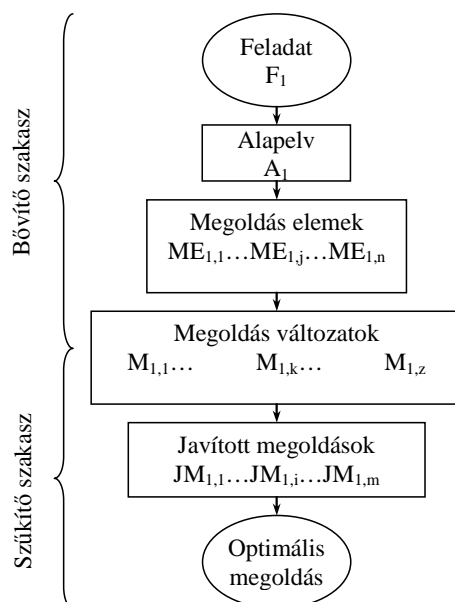 Feladat
F₁
Alapelv
A₁
Megoldás elemek
ME₁,₁…ME₁,ⱼ…ME₁,ₙ
Megoldás változatok
M₁,₁… M₁,ₖ… M₁,z
Javított megoldások
JM₁,₁…JM₁,ᵢ…JM₁,ₘ
Optimális
megoldás
Bővítő szakasz
Szűkítő szakasz